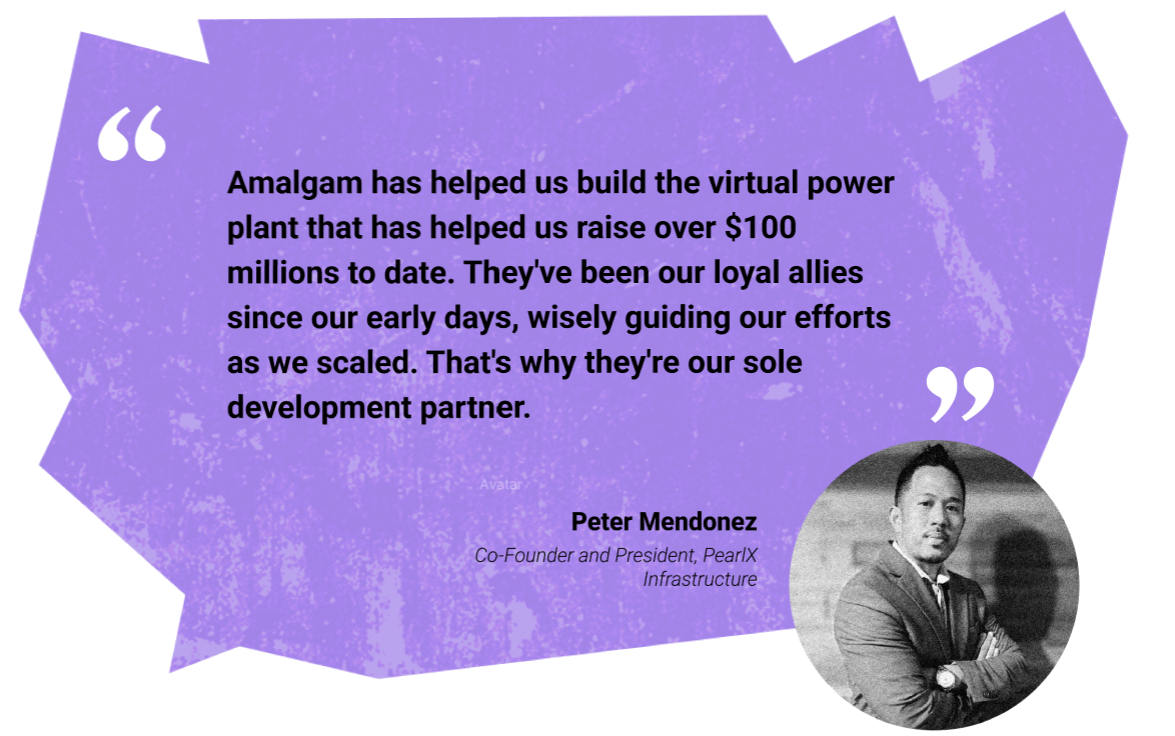 “
Amalgam has helped us build the virtual power
plant that has helped us raise over $100
millions to date. They've been our loyal allies
since our early days, wisely guiding our efforts
as we scaled. That's why they're our sole
development partner.
”
Avatar
Peter Mendonez
Co-Founder and President, PearlX
Infrastructure